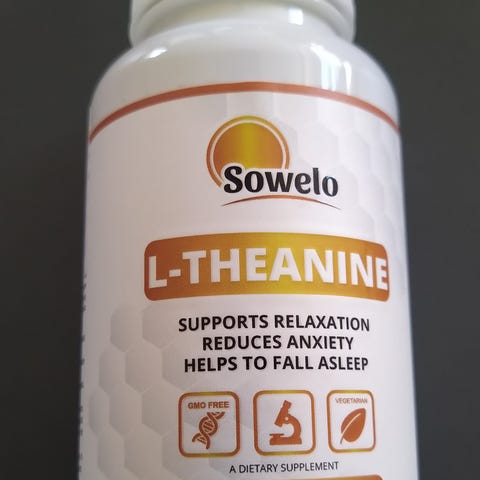 Sowelo
L-THEANINE
SUPPORTS RELAXATION
REDUCES ANXIETY
HELPS TO FALL ASLEEP
GMO FREE
VEGETARIAN
A DIETARY SUPPLEMENT